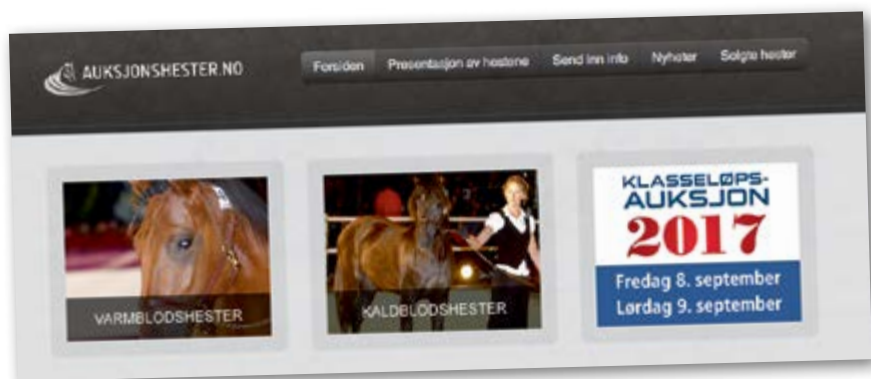 AUKSJONSHESTER.NO
Forsiden Presentasjon av hestene Send inn info Nyheter Solgte hester
VARMBLODSHESTER
KALDBLODSHESTER
KLASSELØPS-
AUKSJON
2017
Fredag 8. september
Lørdag 9. september